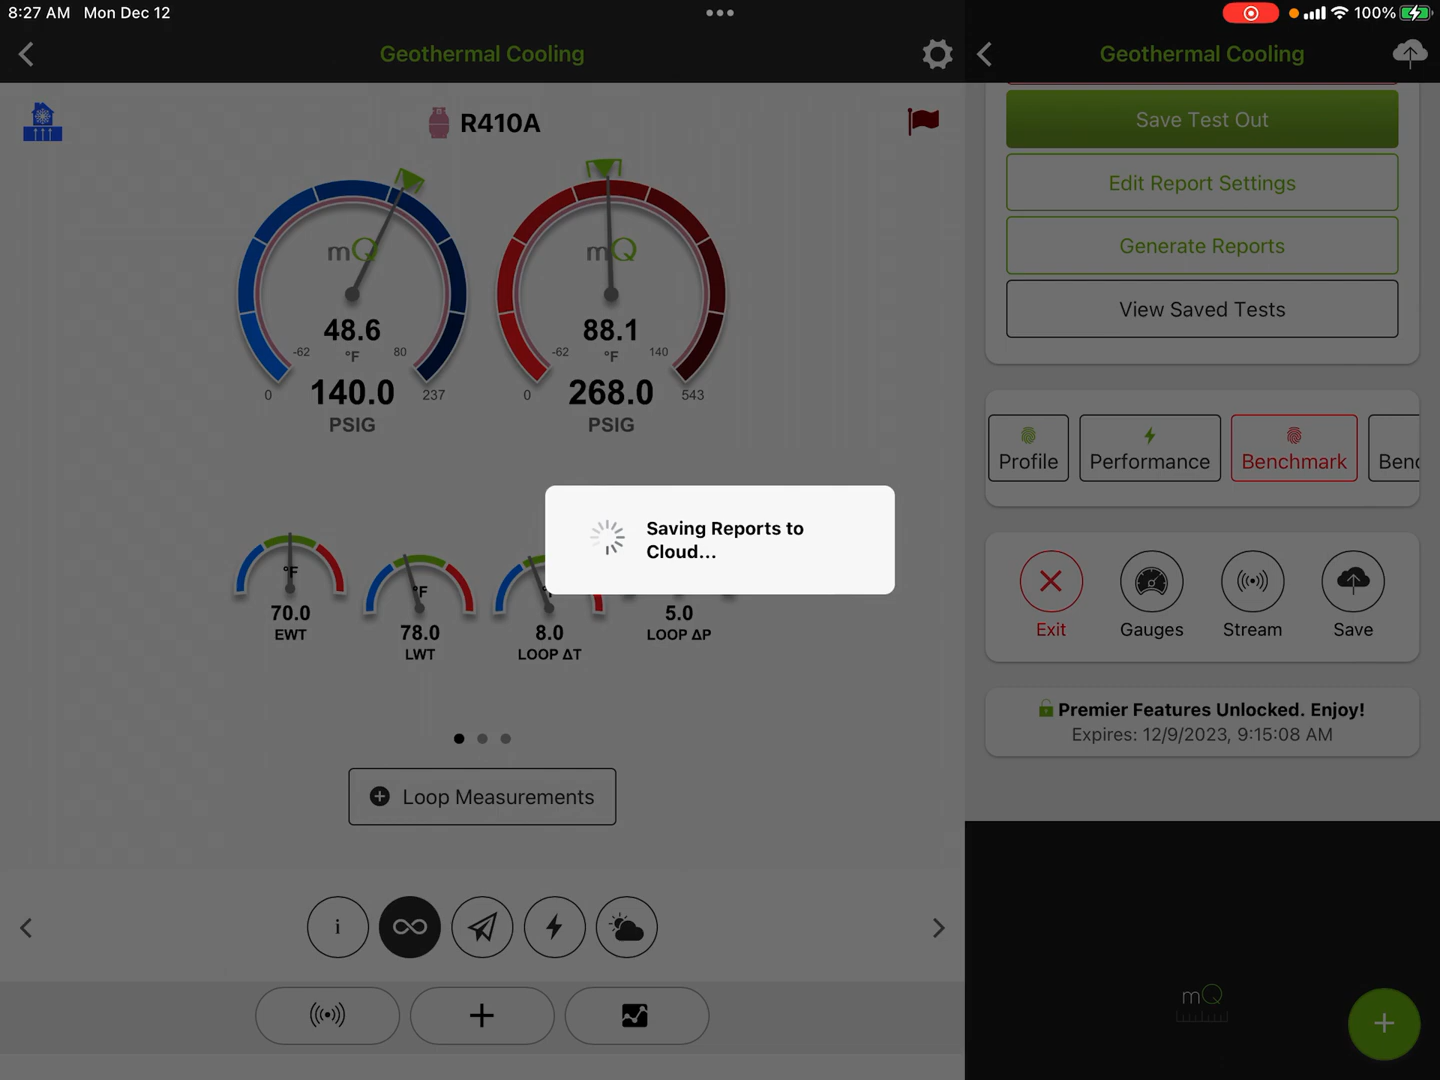 8:27 AM Mon Dec 12
100%
Geothermal Cooling
R410A
mQ
48.6
°F
-62 80
140.0
0 237
PSIG
mQ
88.1
°F
-62 140
268.0
0 543
PSIG
°F
70.0
EWT
°F
78.0
LWT
8.0
LOOP ΔT
5.0
LOOP ΔP
Saving Reports to
Cloud...
Loop Measurements
i
Geothermal Cooling
Save Test Out
Edit Report Settings
Generate Reports
View Saved Tests
Profile
Performance
Benchmark
Benc
Exit
Gauges
Stream
Save
Premier Features Unlocked. Enjoy!
Expires: 12/9/2023, 9:15:08 AM
mQ